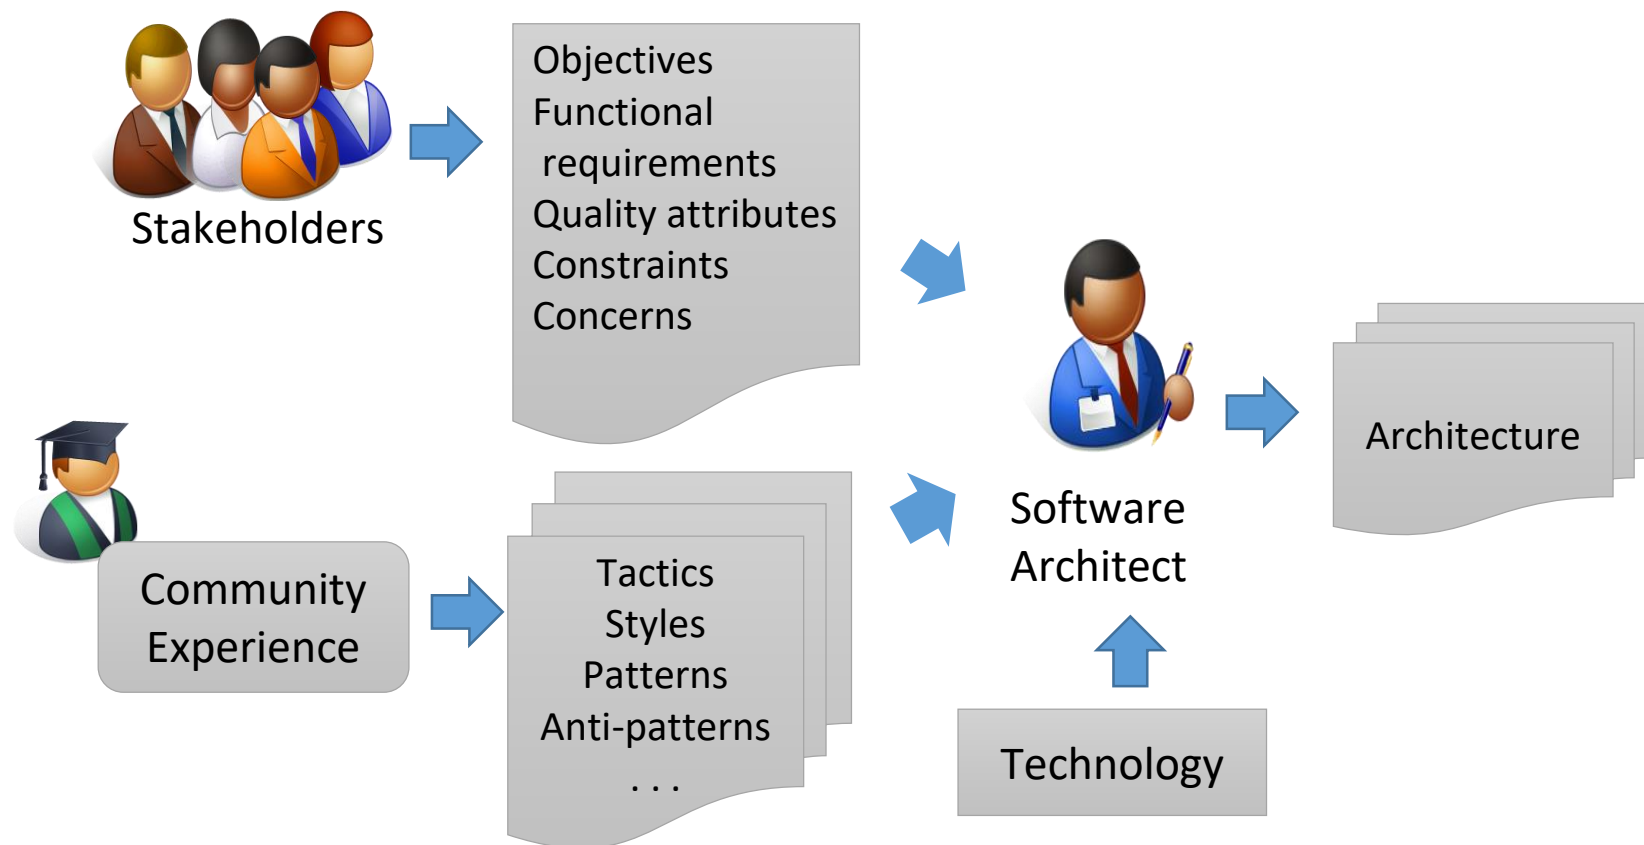 Stakeholders
Objectives
Functional
requirements
Quality attributes
Constraints
Concerns
Community
Experience
Tactics
Styles
Patterns
Anti-patterns
. . .
Software
Architect
Technology
Architecture